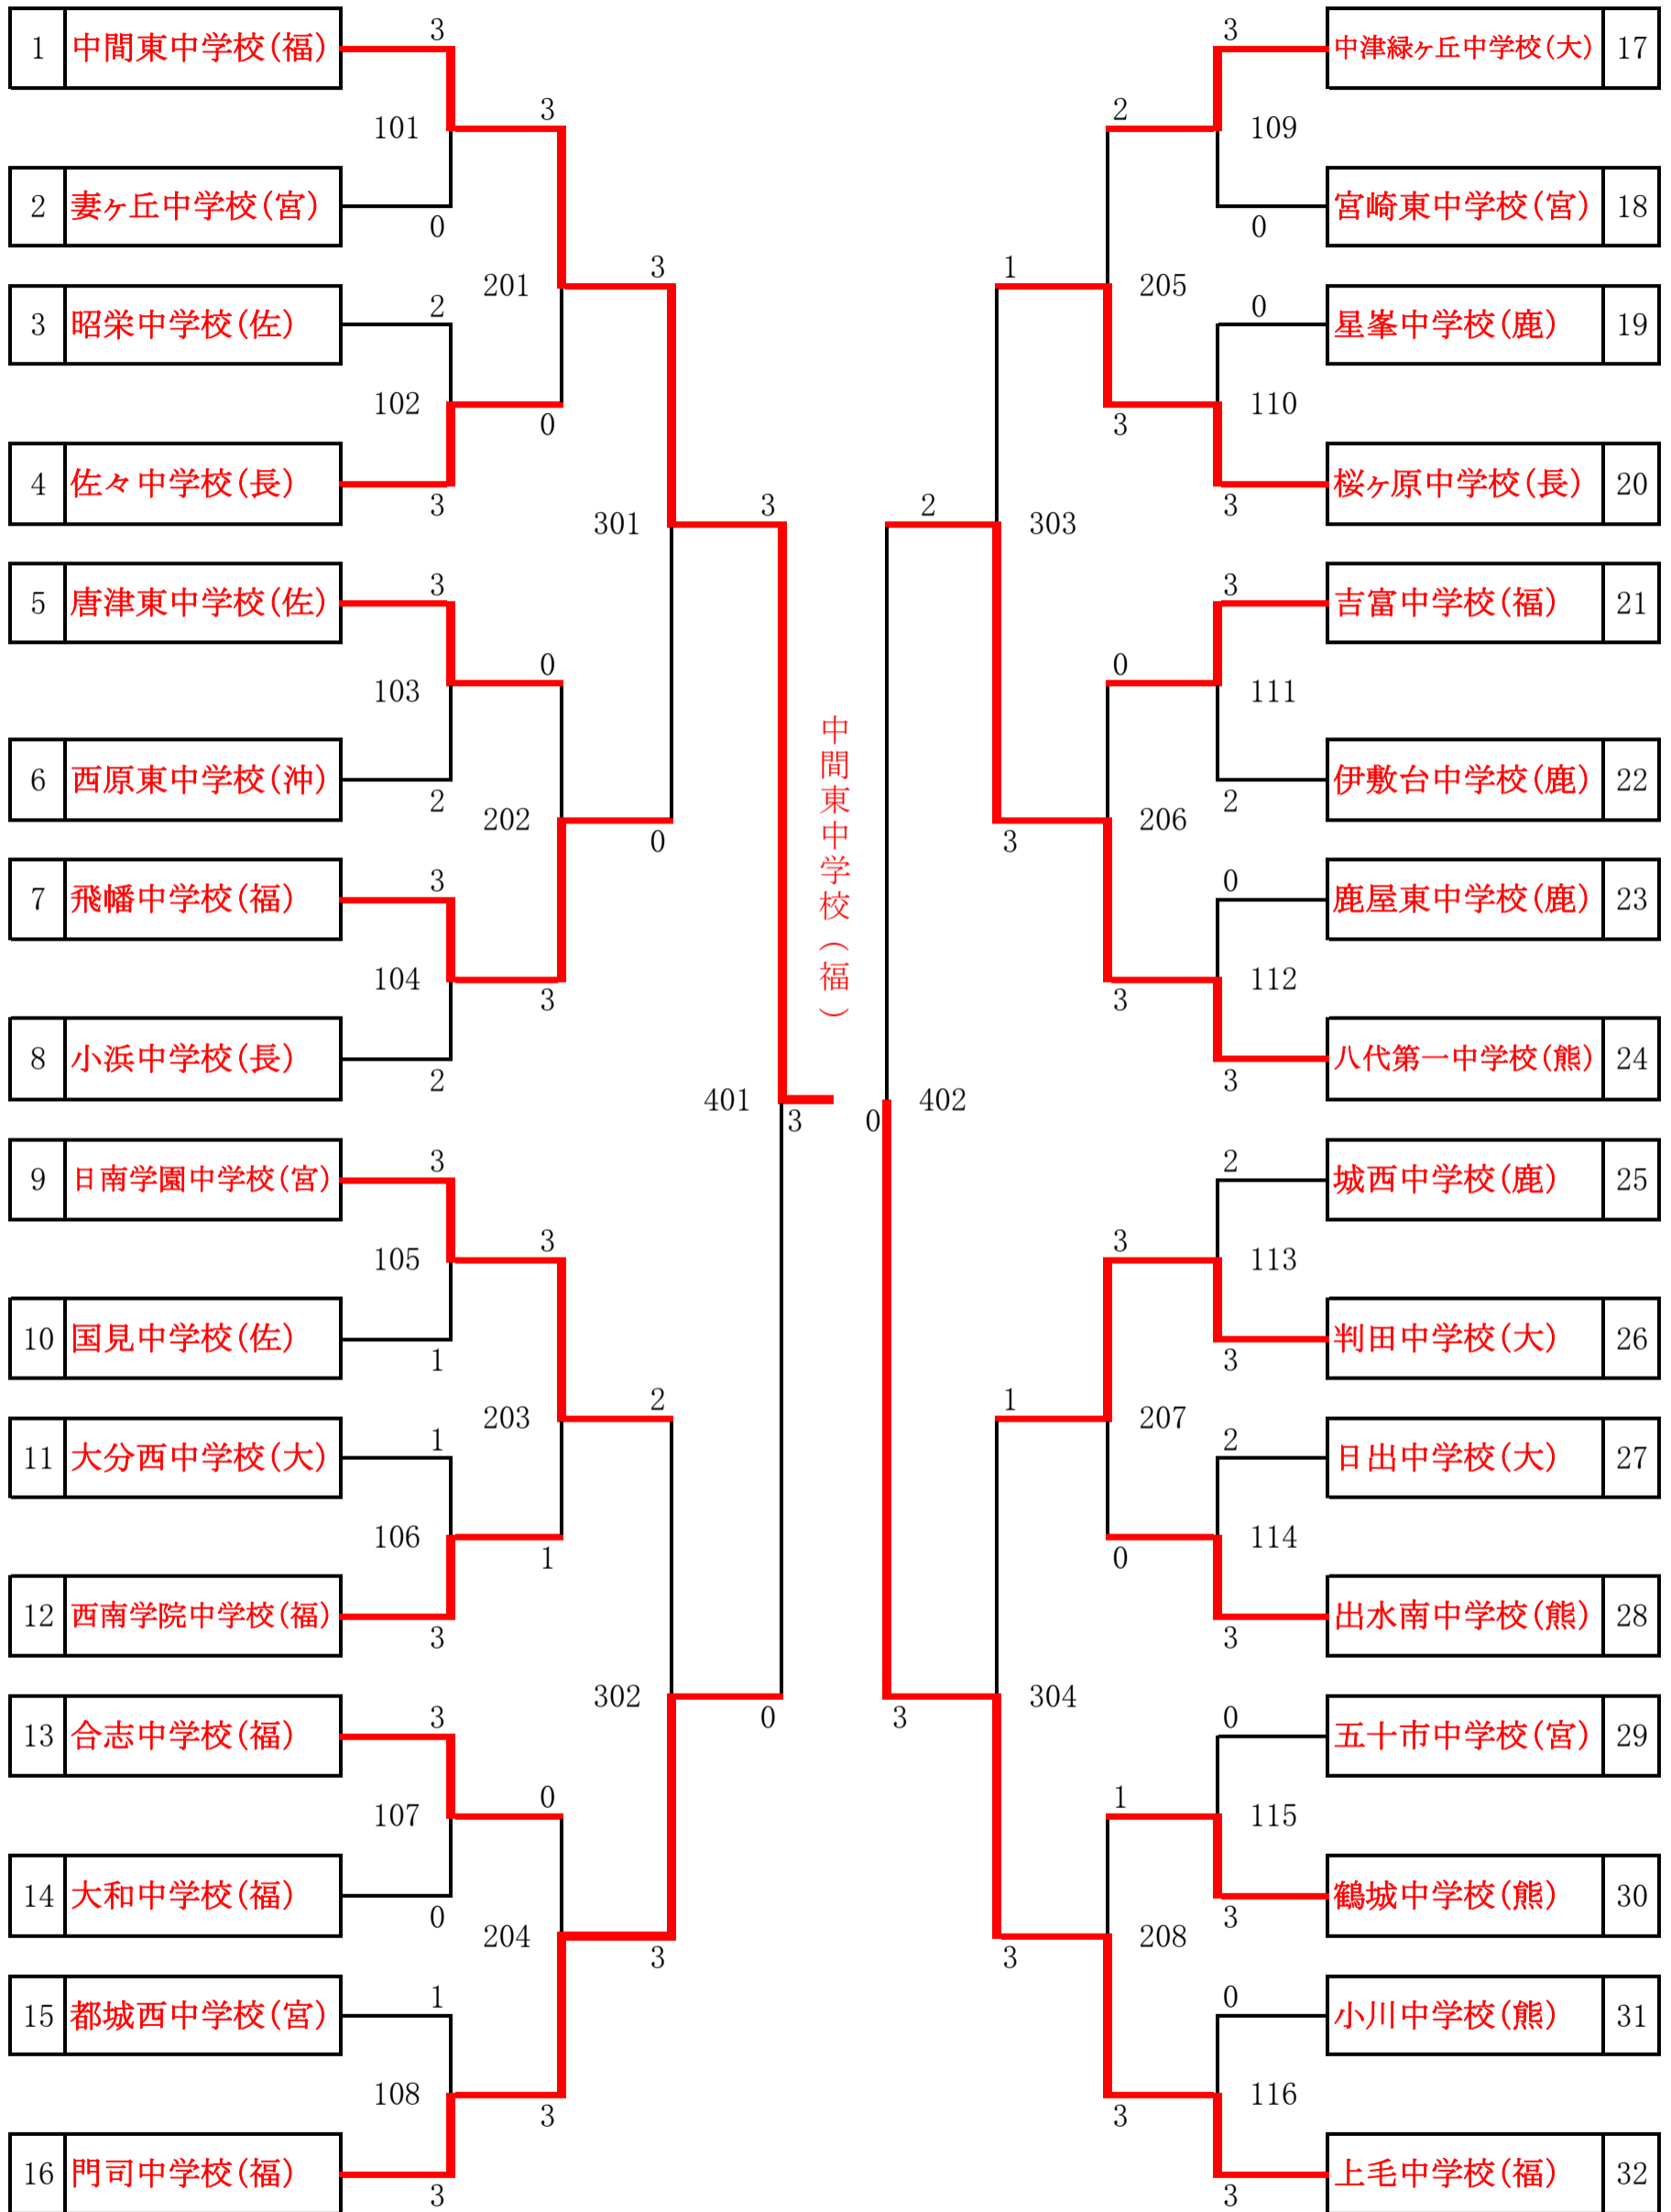 3
3
1 中間東中学校(福)
中津緑ヶ丘中学校(大) 17
3
2
101
109
2 妻ヶ丘中学校(宮)
宮崎東中学校(宮) 18
0
0
3
1
201
205
2
0
3 昭栄中学校(佐)
星峯中学校(鹿) 19
102
110
0
3
4 佐々中学校(長)
桜ヶ原中学校(長) 20
3
3
3
2
301
303
3
3
5 唐津東中学校(佐)
吉富中学校(福) 21
0
0
103
111
中間東中学校(福)
6 西原東中学校(沖)
伊敷台中学校(鹿) 22
2
2
202
206
0
3
3
0
7 飛幡中学校(福)
鹿屋東中学校(鹿) 23
104
112
3
3
8 小浜中学校(長)
八代第一中学校(熊) 24
2
3
401
402
3
0
3
2
9 日南学園中学校(宮)
城西中学校(鹿) 25
3
3
105
113
10 国見中学校(佐)
判田中学校(大) 26
1
3
2
1
203
207
1
2
11 大分西中学校(大)
日出中学校(大) 27
106
114
1
0
12 西南学院中学校(福)
出水南中学校(熊) 28
3
3
302
304
0
3
3
0
13 合志中学校(福)
五十市中学校(宮) 29
0
1
107
115
14 大和中学校(福)
鶴城中学校(熊) 30
0
3
204
208
3
3
1
0
15 都城西中学校(宮)
小川中学校(熊) 31
108
116
3
3
16 門司中学校(福)
上毛中学校(福) 32
3
3